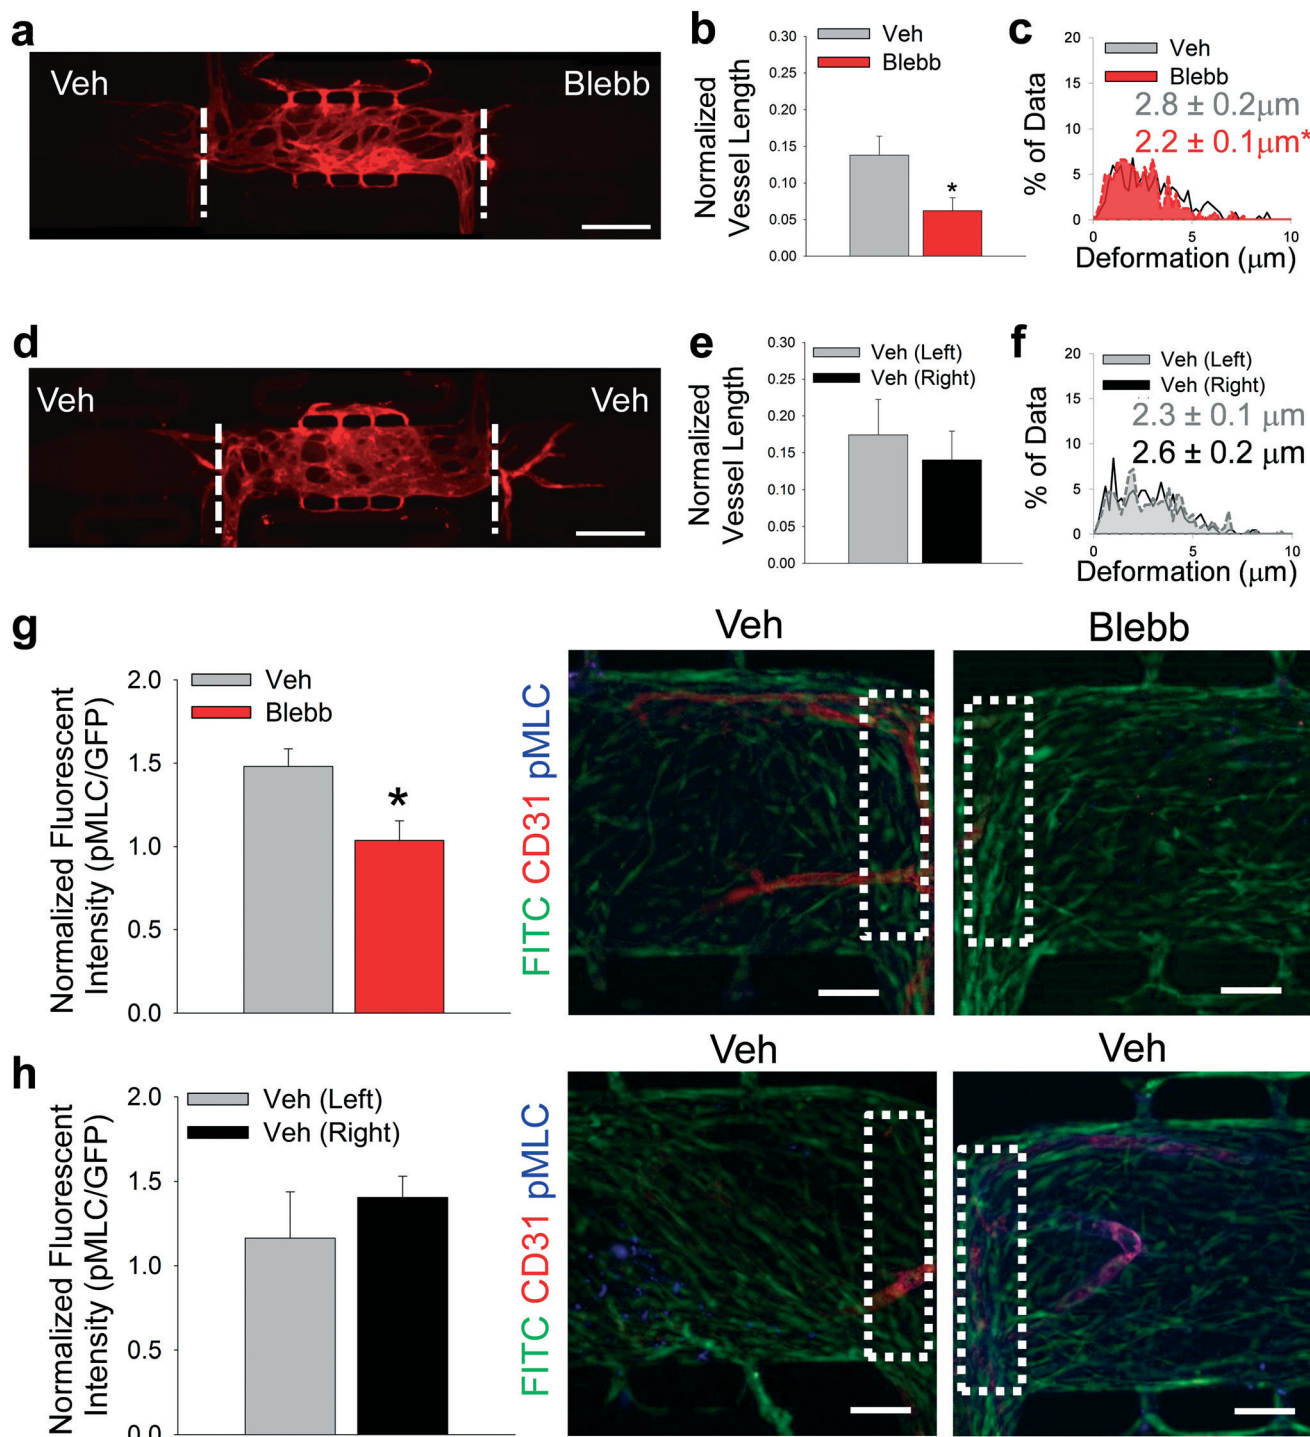 a
Veh
Blebb
b
Normalized
Vessel Length
0.30
0.25
0.20
0.15
0.10
0.05
0.00
Veh
Blebb
*
c
% of Data
20
15
10
5
0
Veh
Blebb
2.8 ± 0.2μm
2.2 ± 0.1μm*
0
5
10
Deformation (μm)
d
Veh
Veh
e
Normalized
Vessel Length
0.30
0.25
0.20
0.15
0.10
0.05
0.00
Veh (Left)
Veh (Right)
f
% of Data
20
15
10
5
0
Veh (Left)
Veh (Right)
2.3 ± 0.1 μm
2.6 ± 0.2 μm
0
5
10
Deformation (μm)
g
Normalized Fluorescent
Intensity (pMLC/GFP)
2.0
1.5
1.0
0.5
0.0
Veh
Blebb
*
FITC CD31 pMLC
Veh
Blebb
h
Normalized Fluorescent
Intensity (pMLC/GFP)
2.0
1.5
1.0
0.5
0.0
Veh (Left)
Veh (Right)
FITC CD31 pMLC
Veh
Veh